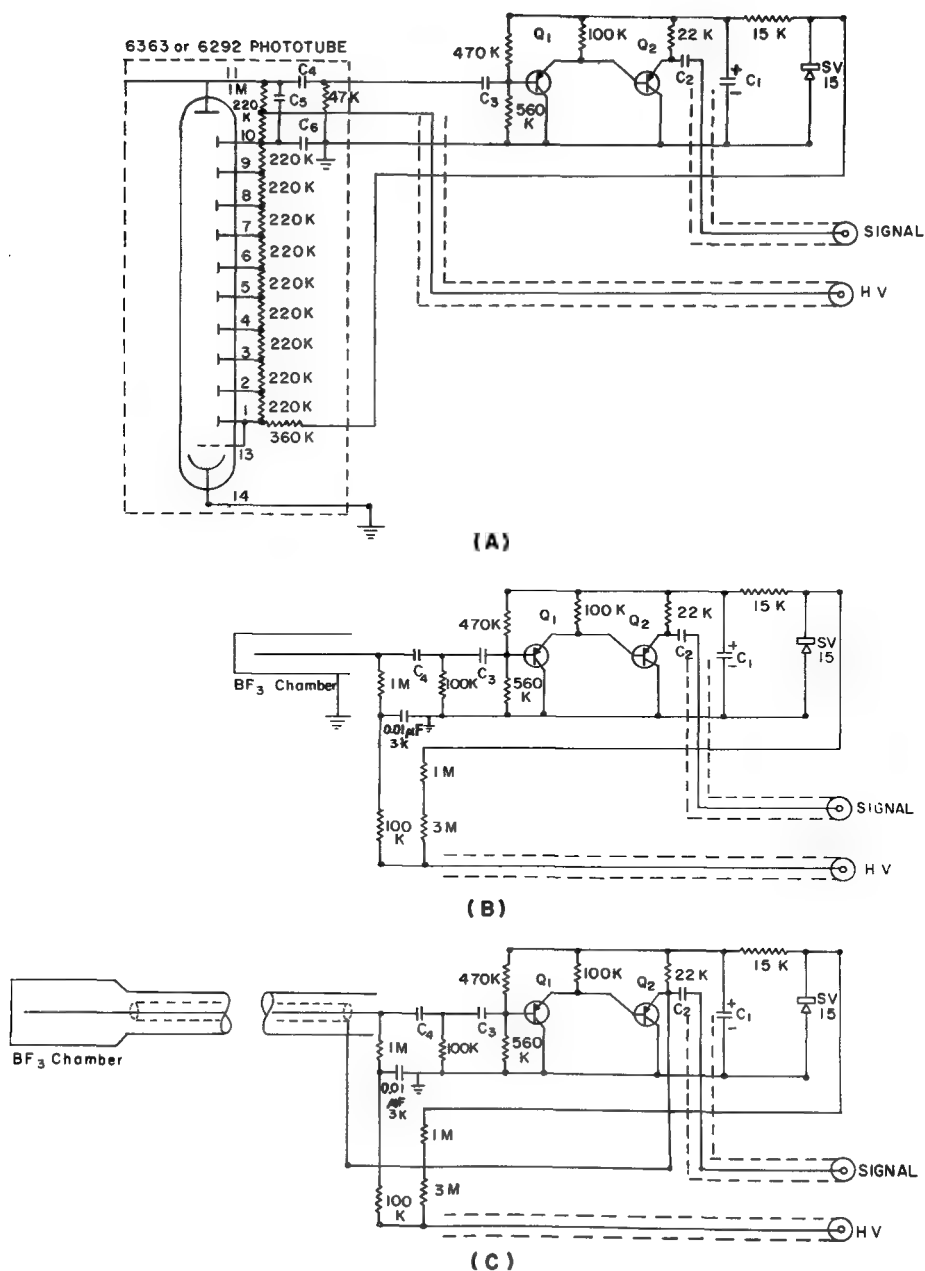 6363 or 6292 PHOTOTUBE
11
1M
220
K
10
9
8
7
6
5
4
3
2
1
13
14
C4
C5
C6
47K
220K
220K
220K
220K
220K
220K
220K
220K
220K
360K
470K
C3
560
K
Q1
100K
Q2
22K
C2
+
C1
-
15K
SV
15
SIGNAL
HV
(A)
BF3 Chamber
1M
C4
100K
C3
0.01µF
3k
470K
560
K
Q1
100K
Q2
22K
C2
+
C1
-
15K
SV
15
1M
3M
100
K
SIGNAL
HV
(B)
BF3 Chamber
1M
C4
100K
C3
0.01
µF
3k
470K
560
K
Q1
100K
Q2
22K
C2
+
C1
-
15K
SV
15
1M
3M
100
K
SIGNAL
HV
(C)